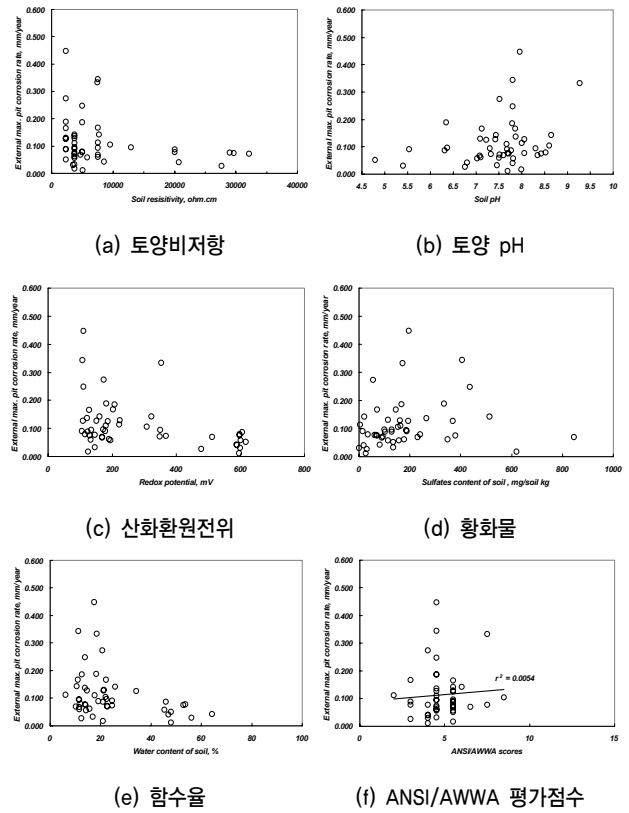 External max. pit corrosion rate, mm/year
0.600
0.500
0.400
0.300
0.200
0.100
0.000
0 10000 20000 30000 40000
Soil resisitivity, ohm.cm
(a) 토양비저항
External max. pit corrosion rate, mm/year
0.600
0.500
0.400
0.300
0.200
0.100
0.000
4.5 5 5.5 6 6.5 7 7.5 8 8.5 9 9.5 10
Soil pH
(b) 토양 pH
External max. pit corrosion rate, mm/year
0.600
0.500
0.400
0.300
0.200
0.100
0.000
0 200 400 600 800
Redox potential, mV
(c) 산화환원전위
External max. pit corrosion rate, mm/year
0.600
0.500
0.400
0.300
0.200
0.100
0.000
0 200 400 600 800 1000
Sulfates content of soil , mg/soil kg
(d) 황화물
External max. pit corrosion rate, mm/year
0.600
0.500
0.400
0.300
0.200
0.100
0.000
0 20 40 60 80 100
Water content of soil, %
(e) 함수율
External max. pit corrosion rate, mm/year
0.600
0.500
0.400
0.300
0.200
0.100
0.000
r² = 0.0054
0 5 10 15
ANSI/AWWA scores
(f) ANSI/AWWA 평가점수